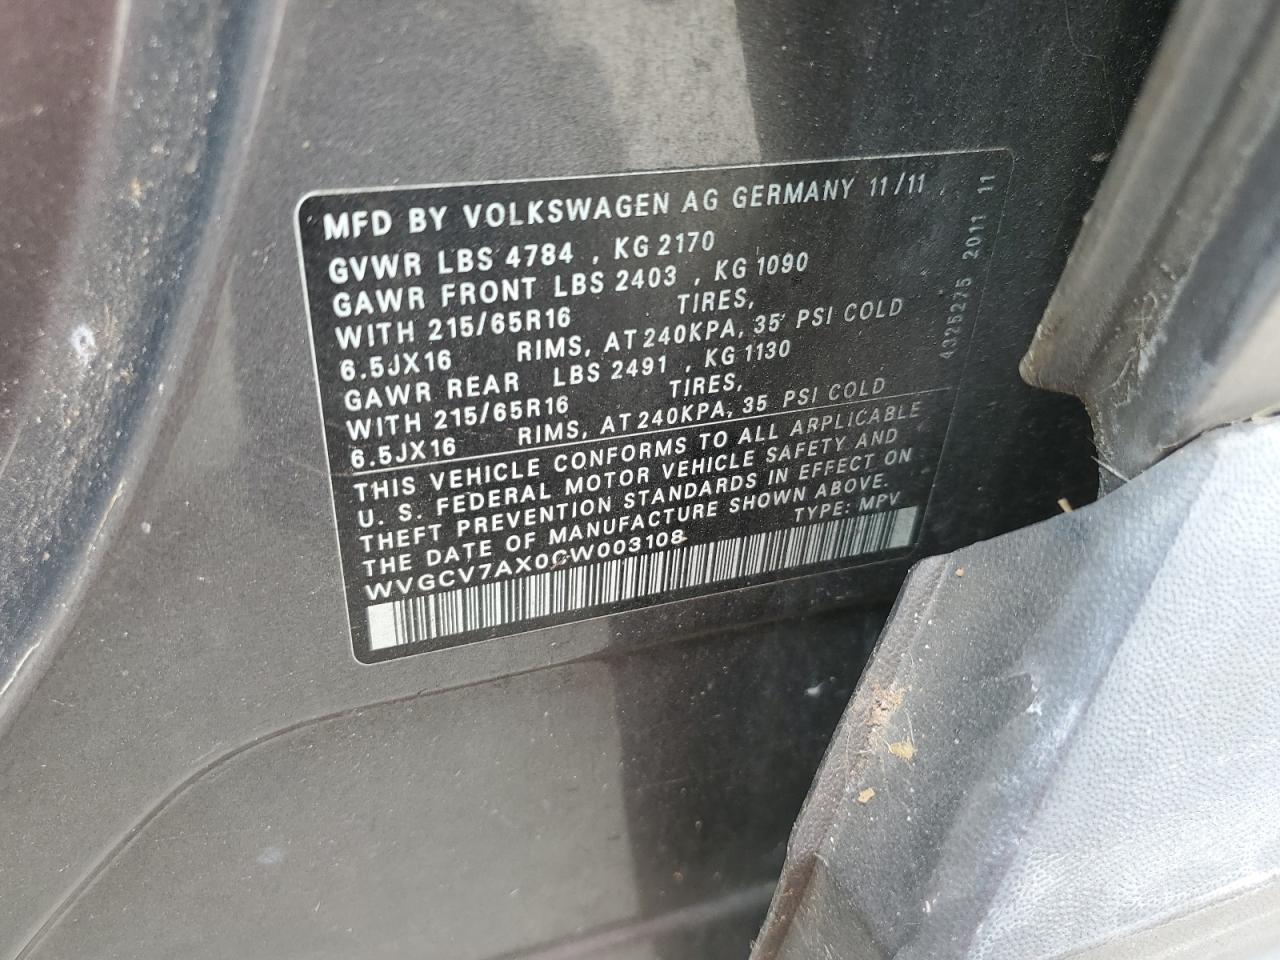 MFD BY VOLKSWAGEN AG GERMANY 11/11
GVWR LBS 4784 , KG 2170
GAWR FRONT LBS 2403 , KG 1090
WITH 215/65R16 TIRES,
6.5JX16 RIMS, AT 240KPA, 35 PSI COLD
GAWR REAR LBS 2491 , KG 1130
WITH 215/65R16 TIRES,
6.5JX16 RIMS, AT 240KPA, 35 PSI COLD
THIS VEHICLE CONFORMS TO ALL APPLICABLE
U. S. FEDERAL MOTOR VEHICLE SAFETY AND
THEFT PREVENTION STANDARDS IN EFFECT ON
THE DATE OF MANUFACTURE SHOWN ABOVE.
WVGCV7AX0CW003108 TYPE: MPV
4325275 2011 11